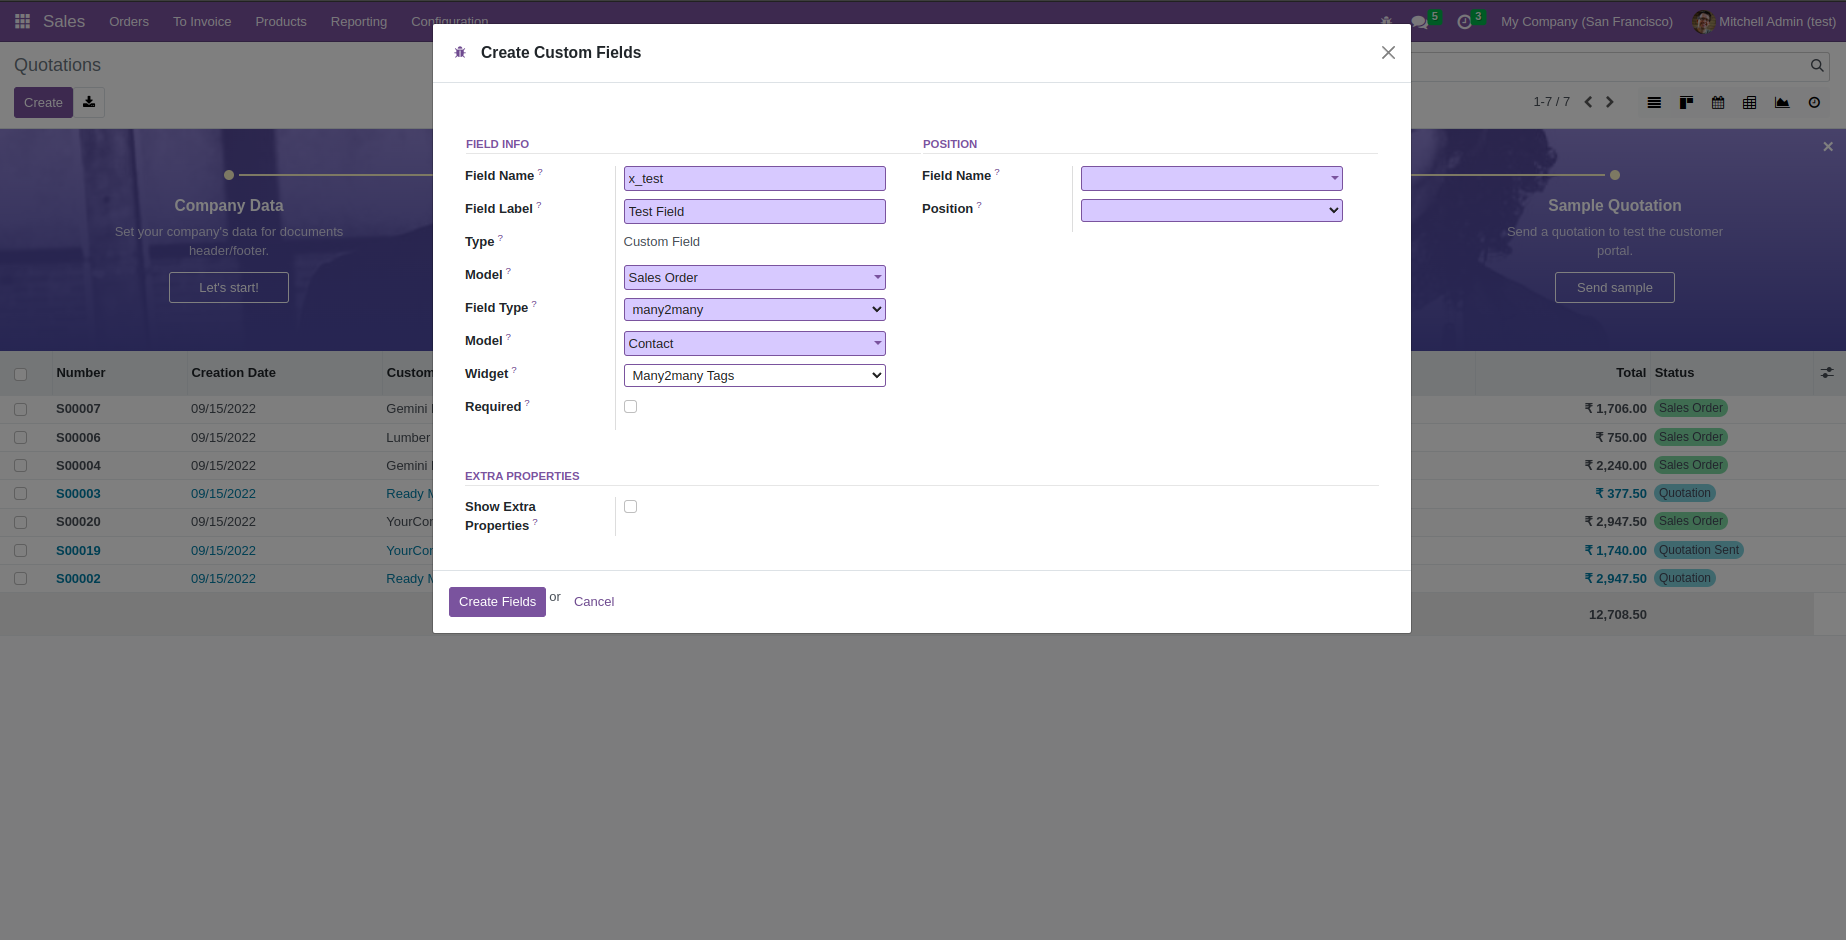 Sales Orders To Invoice Products Reporting Configuration 5 3 My Company (San Francisco) Mitchell Admin (test)
Quotations
Create
1-7 / 7
Create Custom Fields
Company Data
Set your company's data for documents
header/footer.
Let's start!
Sample Quotation
Send a quotation to test the customer
portal.
Send sample
FIELD INFO
Field Name ? x_test
Field Label ? Test Field
Type ? Custom Field
Model ? Sales Order
Field Type ? many2many
Model ? Contact
Widget ? Many2many Tags
Required ?
POSITION
Field Name ?
Position ?
EXTRA PROPERTIES
Show Extra
Properties ?
Create Fields or Cancel
Number Creation Date Custom Total Status
S00007 09/15/2022 Gemini ₹ 1,706.00 Sales Order
S00006 09/15/2022 Lumber ₹ 750.00 Sales Order
S00004 09/15/2022 Gemini ₹ 2,240.00 Sales Order
S00003 09/15/2022 Ready ₹ 377.50 Quotation
S00020 09/15/2022 YourCor ₹ 2,947.50 Sales Order
S00019 09/15/2022 YourCor ₹ 1,740.00 Quotation Sent
S00002 09/15/2022 Ready ₹ 2,947.50 Quotation
12,708.50